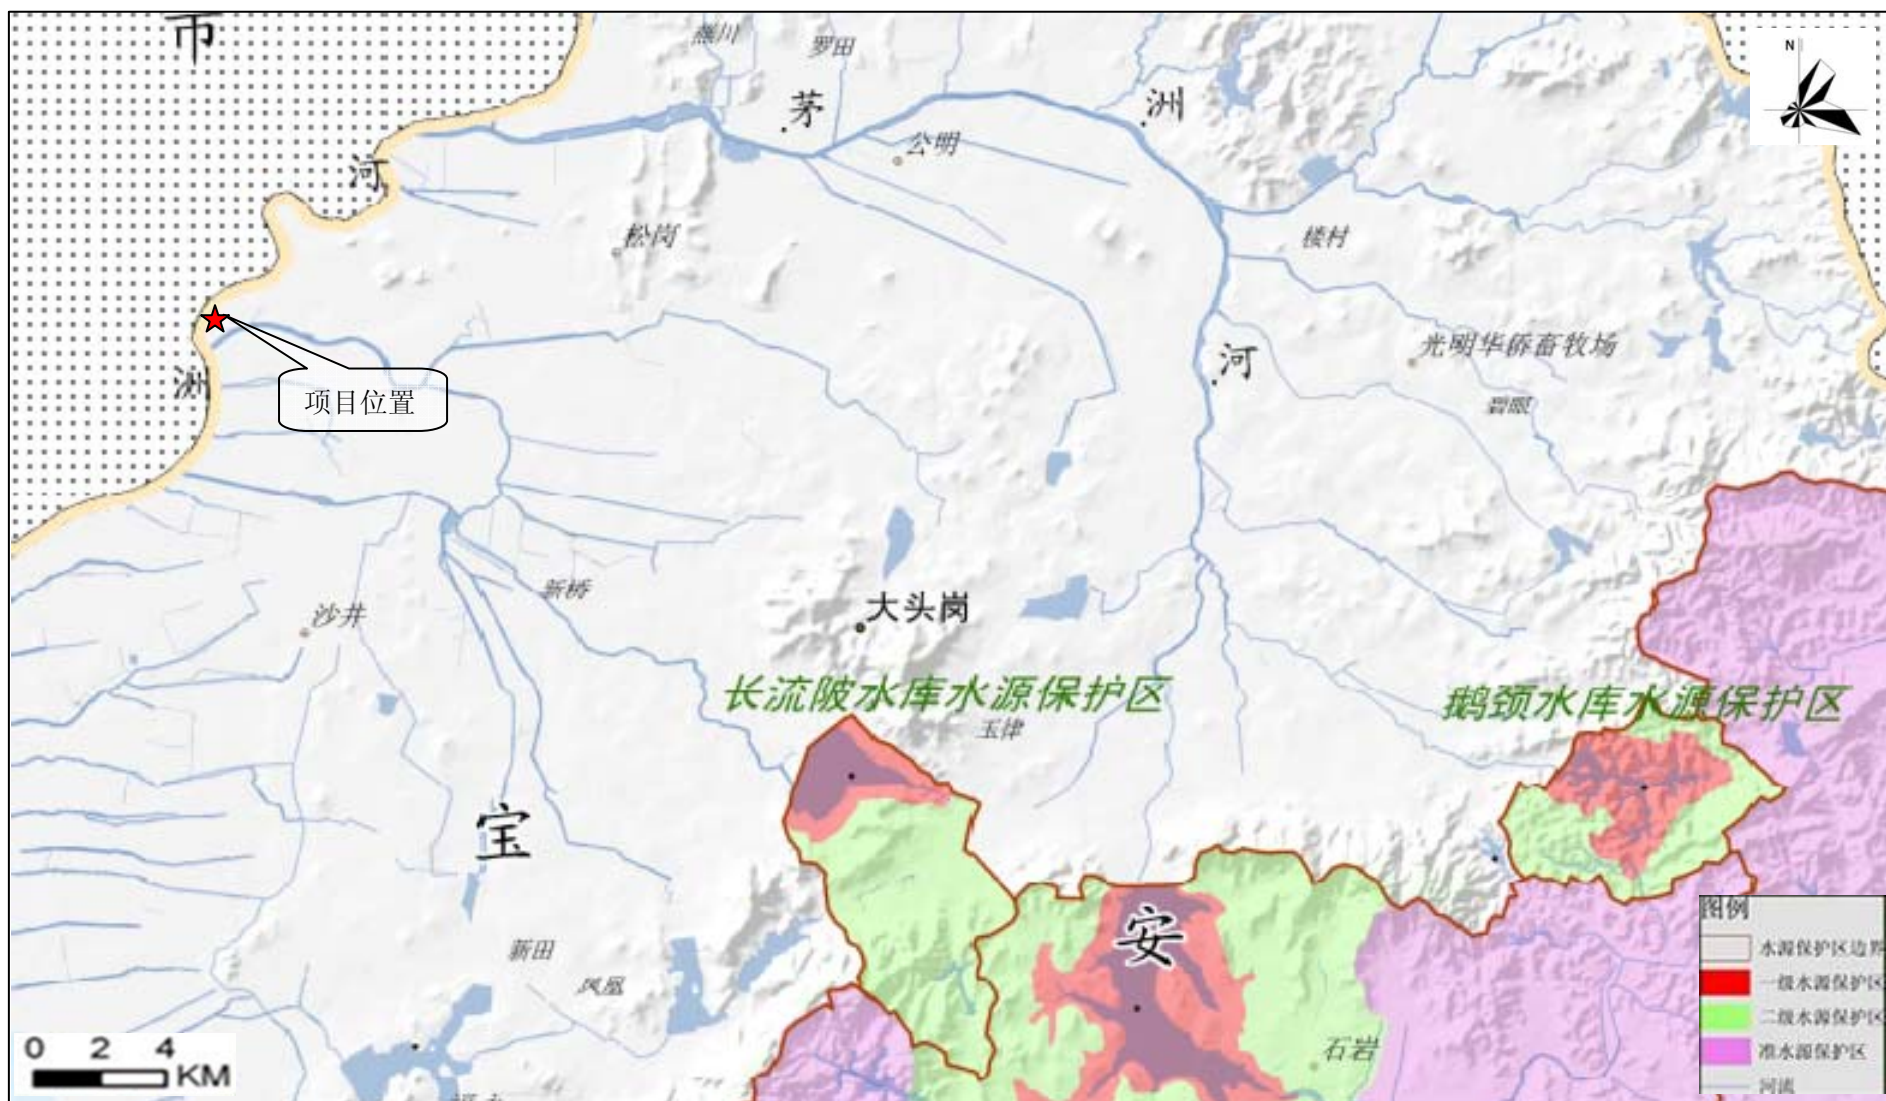 市
燕川
罗田
N
茅
洲
公明
河
松岗
楼村
河
光明华侨畜牧场
洲
项目位置
碧眼
新桥
大头岗
沙井
长流陂水库水源保护区
鹅颈水库水源保护区
玉律
宝
安
图例
水源保护区边界
一级水源保护区
二级水源保护区
准水源保护区
河流
新田
凤凰
石岩
0 2 4
KM